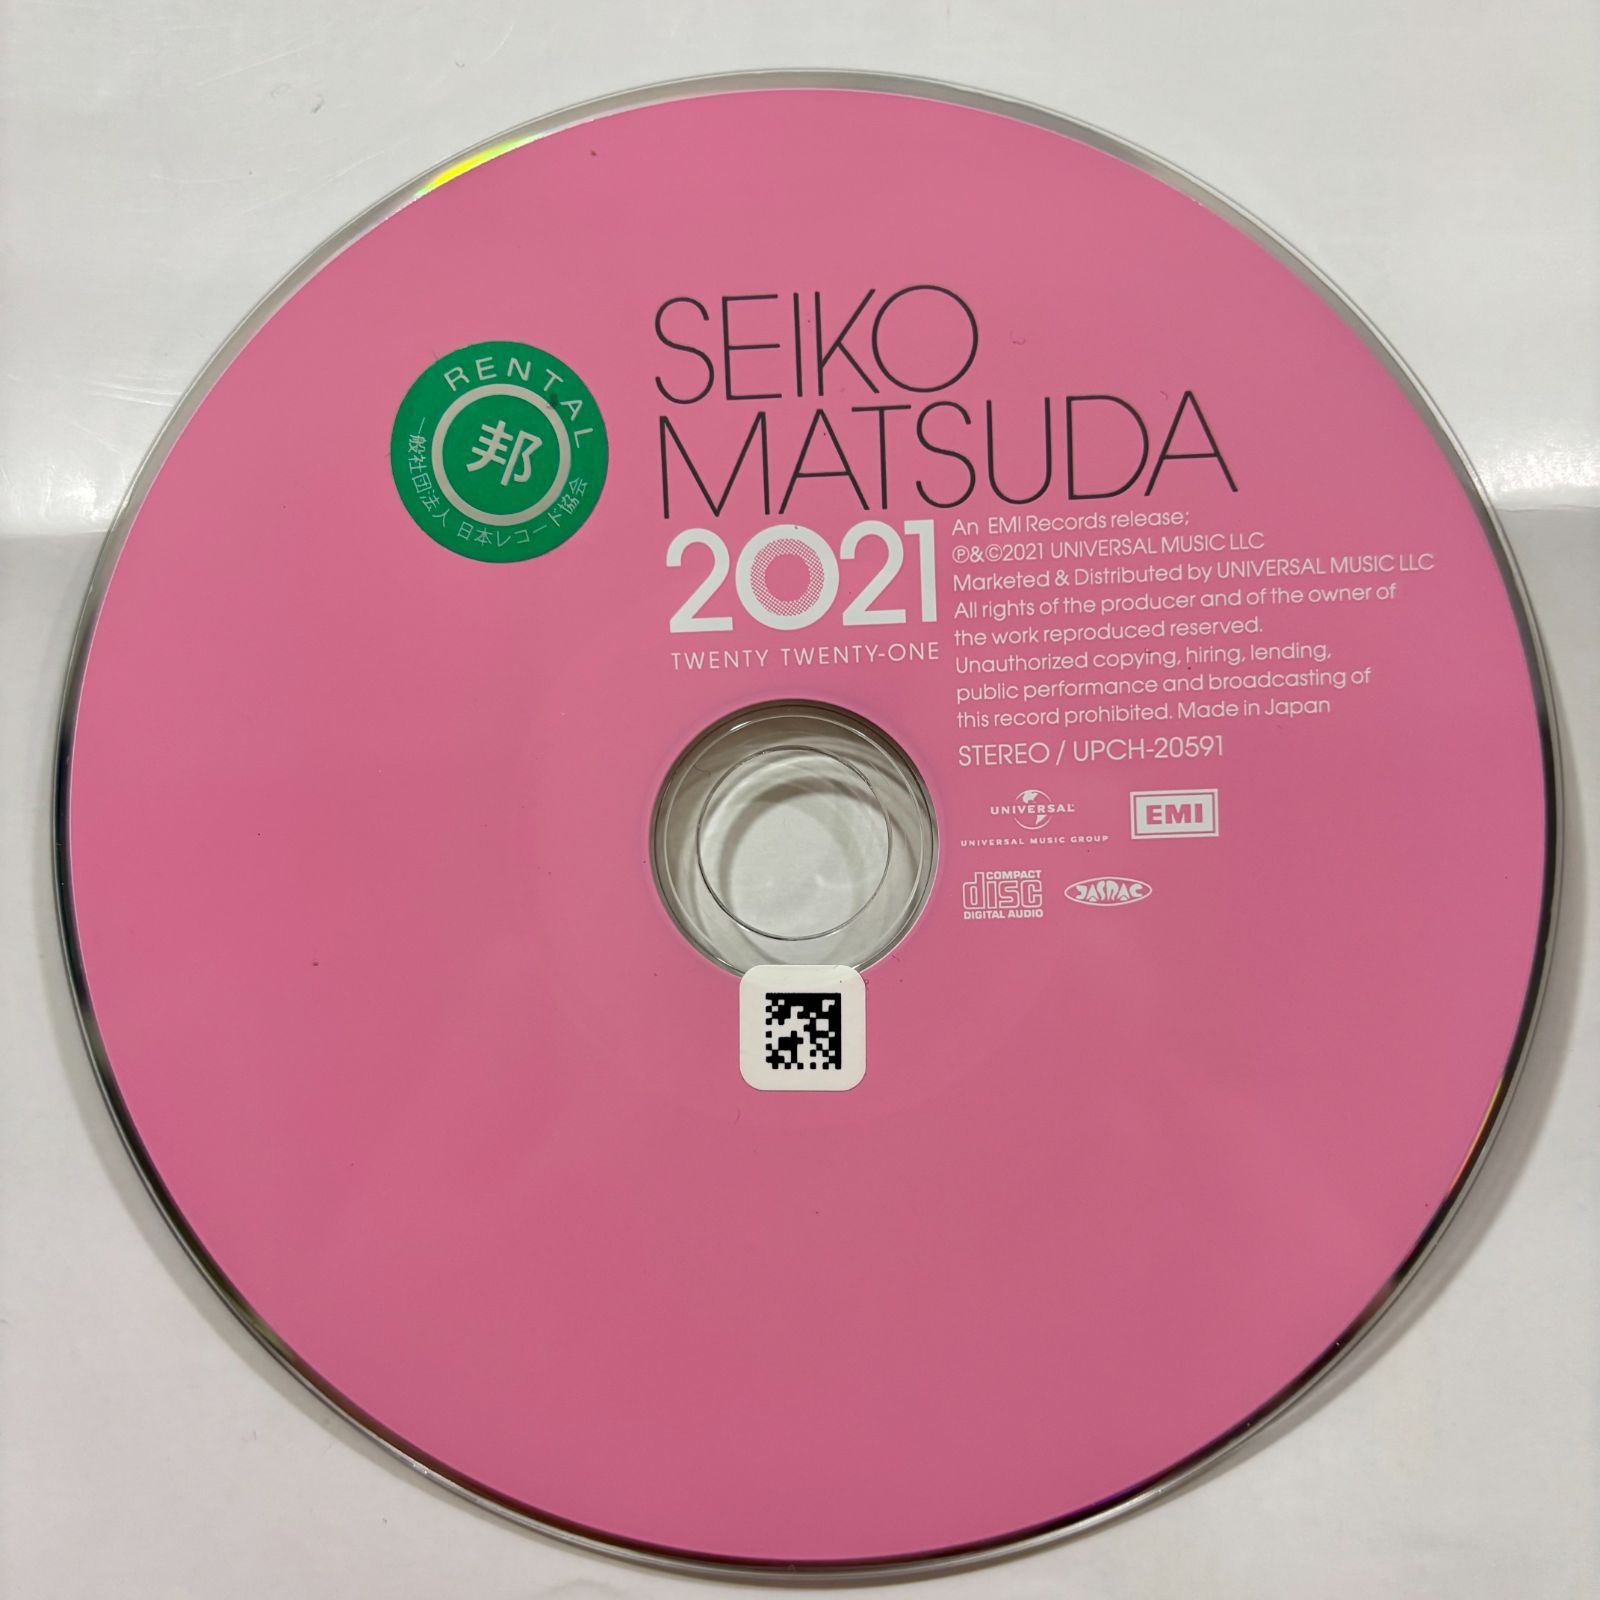 SEIKO
MATSUDA
2021
TWENTY TWENTY-ONE
RENTAL
邦
一般社団法人 日本レコード協会
An EMI Records release;
℗&©2021 UNIVERSAL MUSIC LLC
Marketed & Distributed by UNIVERSAL MUSIC LLC
All rights of the producer and of the owner of
the work reproduced reserved.
Unauthorized copying, hiring, lending,
public performance and broadcasting of
this record prohibited. Made in Japan
STEREO / UPCH-20591
UNIVERSAL
UNIVERSAL MUSIC GROUP
EMI
COMPACT
disc
DIGITAL AUDIO
JASRAC